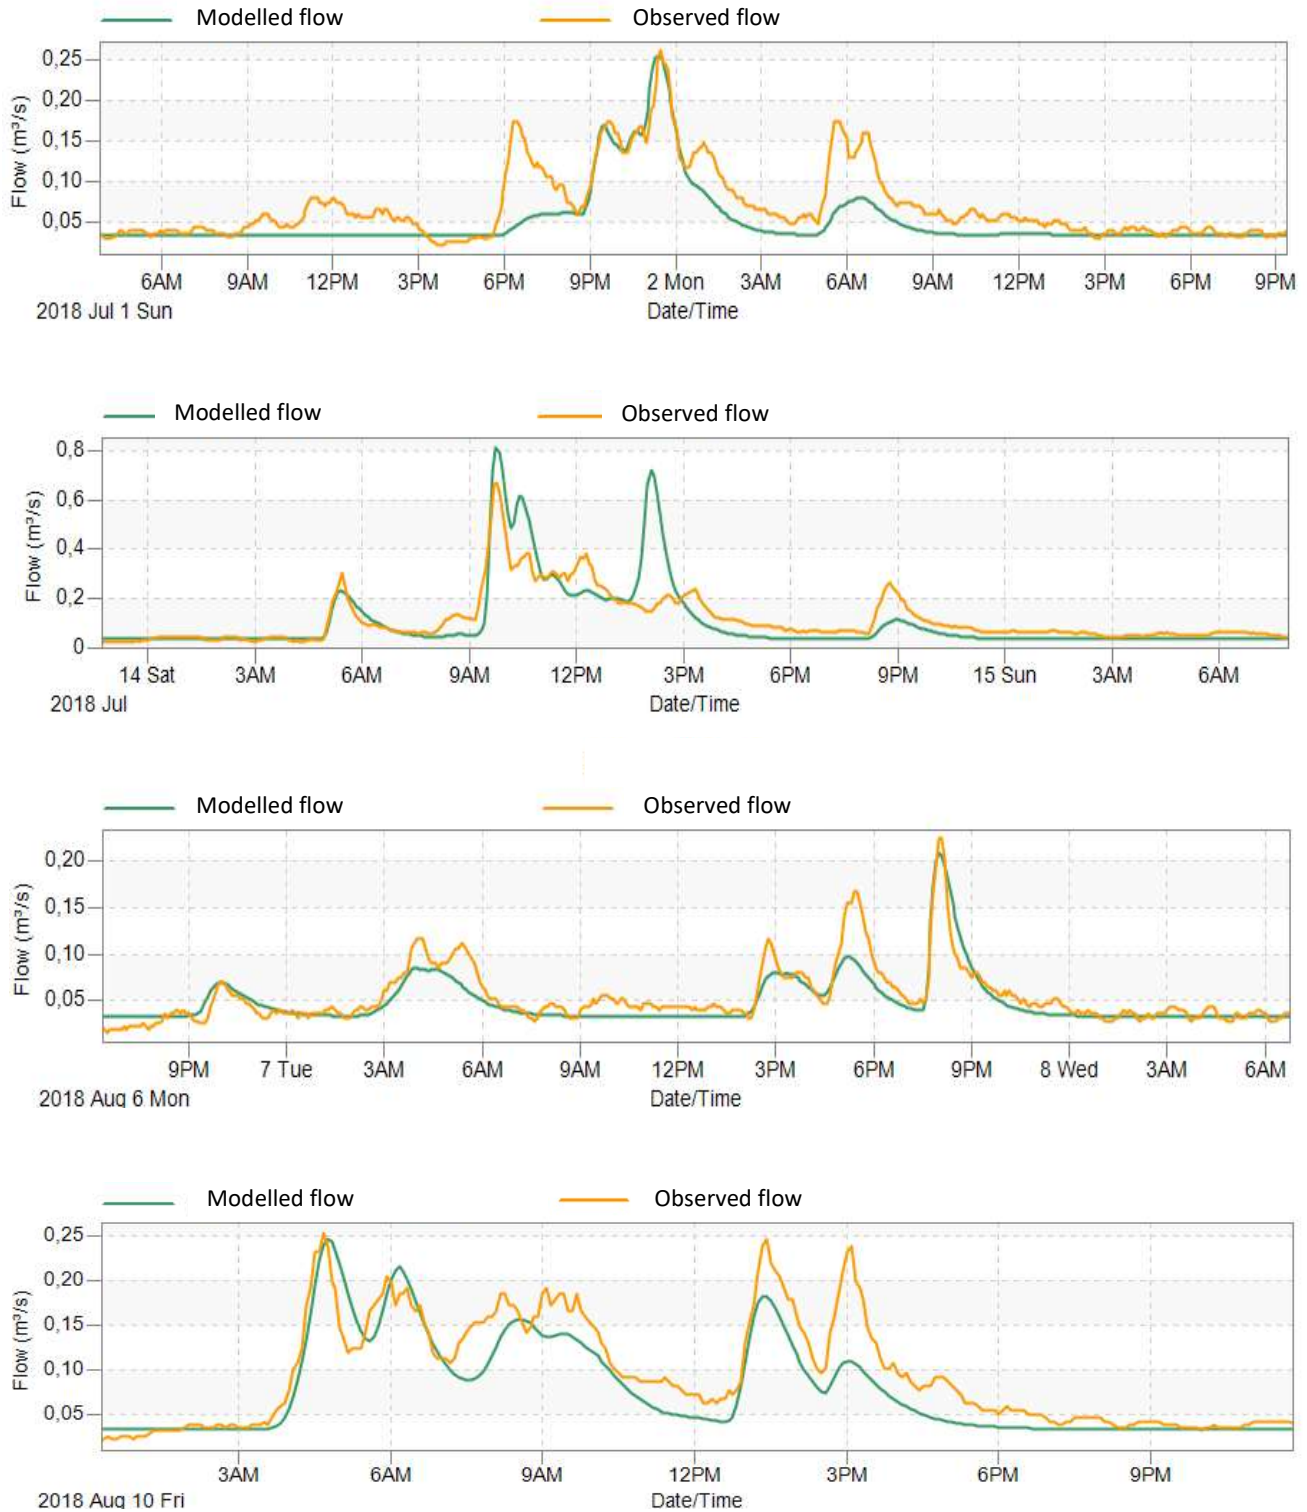 Modelled flow Observed flow
0,25
0,20
0,15
0,10
0,05
Flow (m³/s)
6AM 9AM 12PM 3PM 6PM 9PM 2 Mon 3AM 6AM 9AM 12PM 3PM 6PM 9PM
2018 Jul 1 Sun Date/Time
Modelled flow Observed flow
0,8
0,6
0,4
0,2
0
Flow (m³/s)
14 Sat 3AM 6AM 9AM 12PM 3PM 6PM 9PM 15 Sun 3AM 6AM
2018 Jul Date/Time
Modelled flow Observed flow
0,20
0,15
0,10
0,05
Flow (m³/s)
9PM 7 Tue 3AM 6AM 9AM 12PM 3PM 6PM 9PM 8 Wed 3AM 6AM
2018 Aug 6 Mon Date/Time
Modelled flow Observed flow
0,25
0,20
0,15
0,10
0,05
Flow (m³/s)
3AM 6AM 9AM 12PM 3PM 6PM 9PM
2018 Aug 10 Fri Date/Time